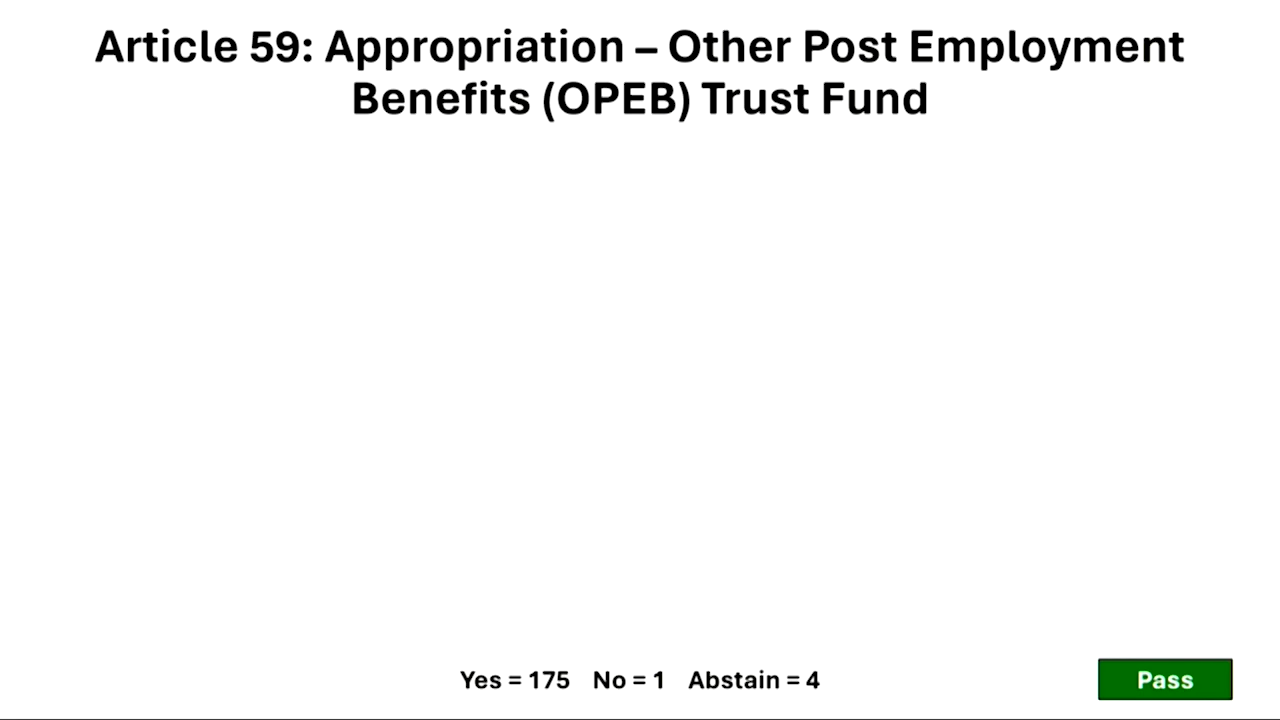 Article 59: Appropriation – Other Post Employment
Benefits (OPEB) Trust Fund
Yes = 175 No = 1 Abstain = 4
Pass